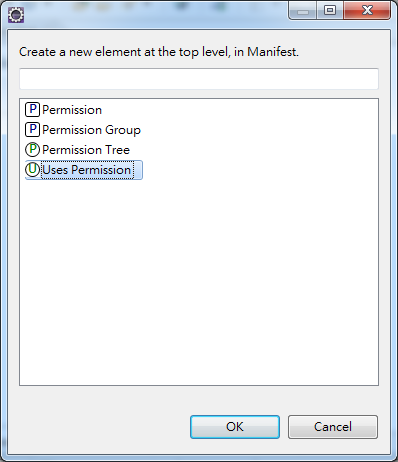 Create a new element at the top level, in Manifest.
P Permission
P Permission Group
P Permission Tree
U Uses Permission
OK
Cancel